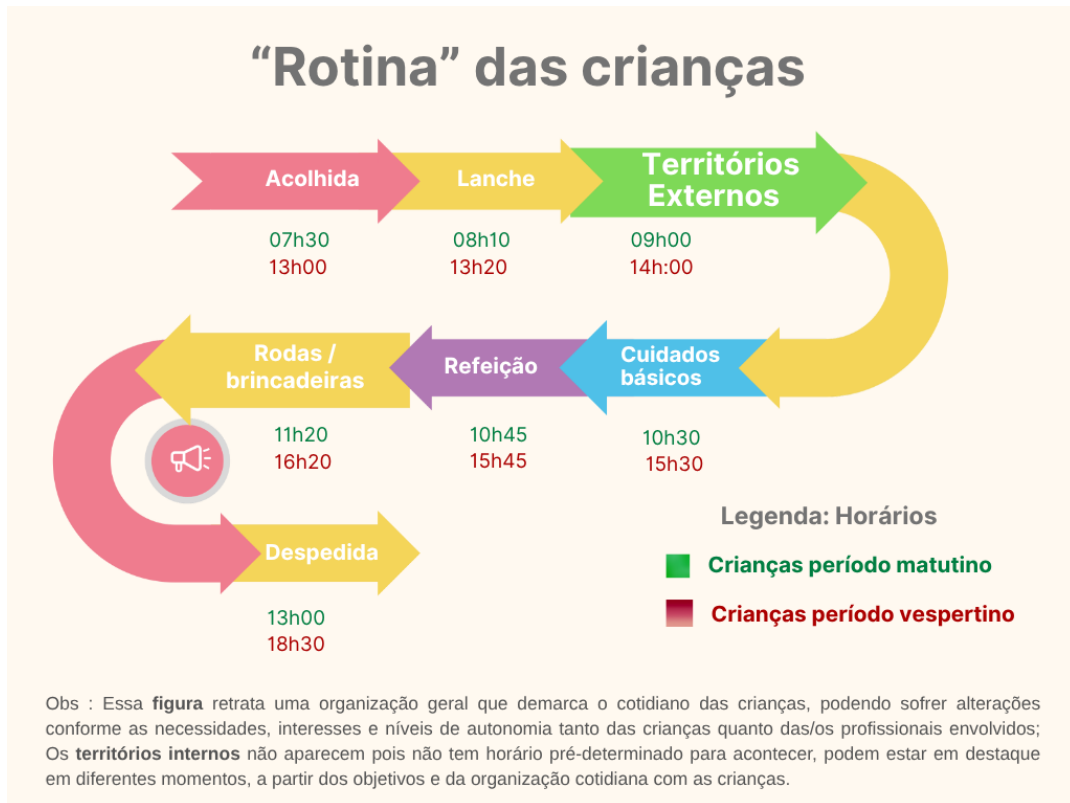 “Rotina” das crianças
Acolhida
Lanche
Territórios
Externos
07h30
13h00
08h10
13h20
09h00
14h:00
Rodas /
brincadeiras
Refeição
Cuidados
básicos
11h20
16h20
10h45
15h45
10h30
15h30
Despedida
13h00
18h30
Legenda: Horários
Crianças período matutino
Crianças período vespertino
Obs : Essa figura retrata uma organização geral que demarca o cotidiano das crianças, podendo sofrer alterações
conforme as necessidades, interesses e níveis de autonomia tanto das crianças quanto das/os profissionais envolvidos;
Os territórios internos não aparecem pois não tem horário pré-determinado para acontecer, podem estar em destaque
em diferentes momentos, a partir dos objetivos e da organização cotidiana com as crianças.